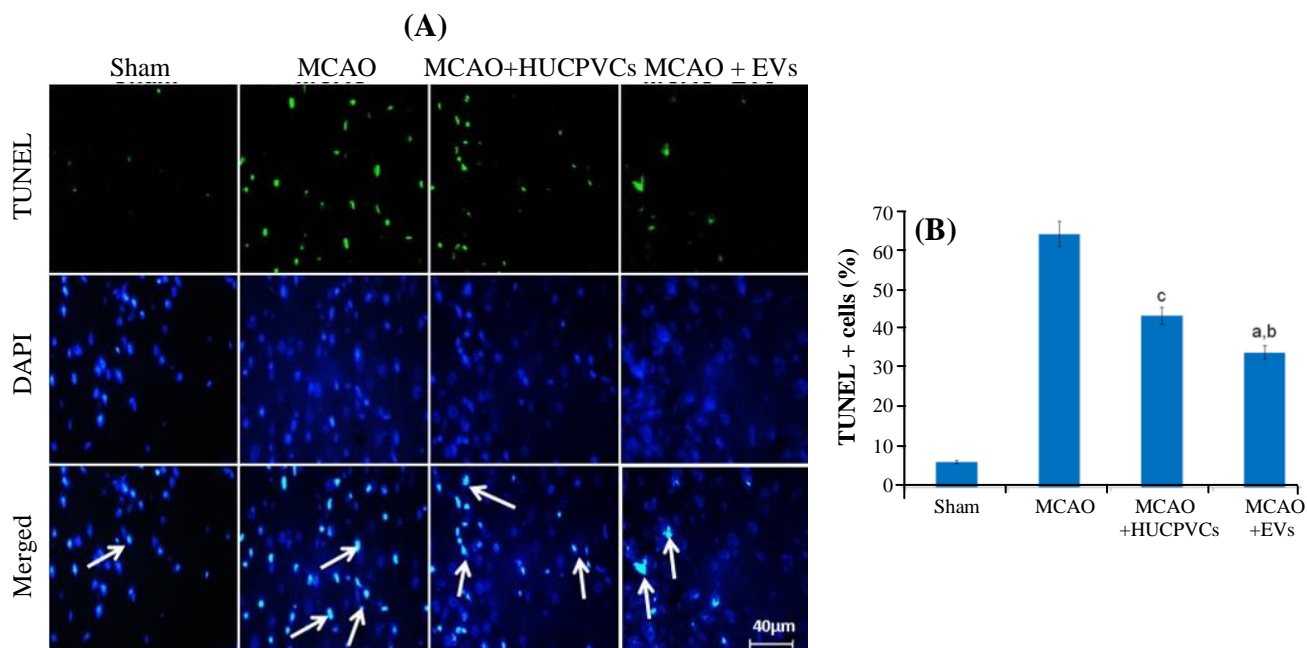 (A)
Sham MCAO MCAO+HUCPVCs MCAO + EVs
TUNEL
DAPI
Merged
40µm
(B)
TUNEL + cells (%)
70
60
50
40
30
20
10
0
c
a,b
Sham MCAO MCAO MCAO
+HUCPVCs +EVs